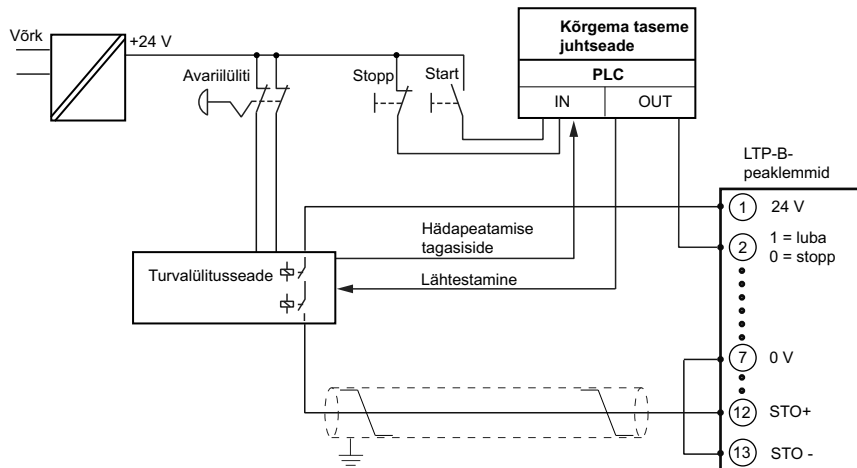 Võrk
+24 V
Avariilüliti
Stopp
Start
Kõrgema taseme
juhtseade
PLC
IN
OUT
LTP-B-
peaklemmid
1
24 V
2
1 = luba
0 = stopp
Hädapeatamise
tagasiside
Turvalülitusseade
Lähtestamine
7
0 V
12
STO+
13
STO -